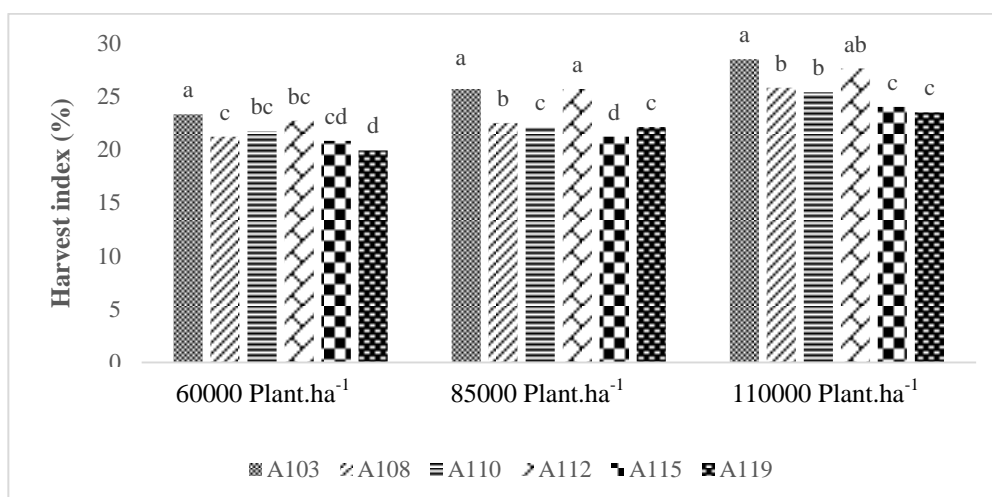 Harvest index (%)
30
25
20
15
10
5
0
a c bc bc cd d
a b c a d c
a b b ab c c
60000 Plant.ha⁻¹ 85000 Plant.ha⁻¹ 110000 Plant.ha⁻¹
A103 A108 A110 A112 A115 A119